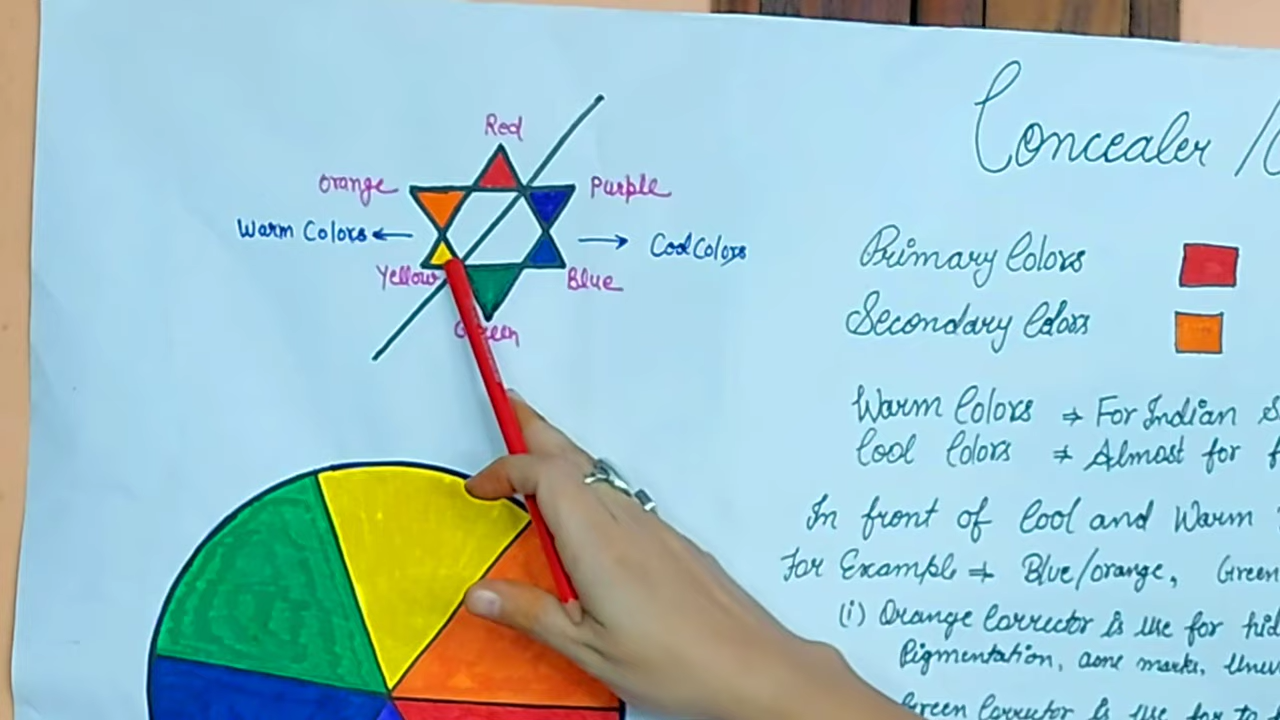 Concealer /
Red
Orange
Purple
Warm Colors
Cool Colors
Yellow
Blue
Green
Primary Colors
Secondary Colors
Warm Colors ⇒ For Indian
Cool Colors ⇒ Almost for
In front of Cool and Warm
For Example ⇒ Blue/orange, Green
(i) Orange Corrector is use for hid
Pigmentation, acne marks,
Green Corrector is use for to